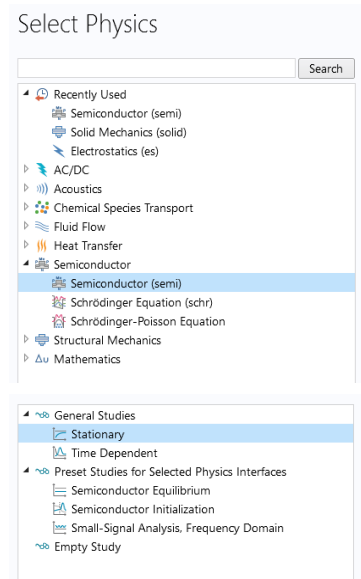 Select Physics
Search
Recently Used
Semiconductor (semi)
Solid Mechanics (solid)
Electrostatics (es)
AC/DC
Acoustics
Chemical Species Transport
Fluid Flow
Heat Transfer
Semiconductor
Semiconductor (semi)
Schrödinger Equation (schr)
Schrödinger-Poisson Equation
Structural Mechanics
Δu Mathematics
General Studies
Stationary
Time Dependent
Preset Studies for Selected Physics Interfaces
Semiconductor Equilibrium
Semiconductor Initialization
Small-Signal Analysis, Frequency Domain
Empty Study